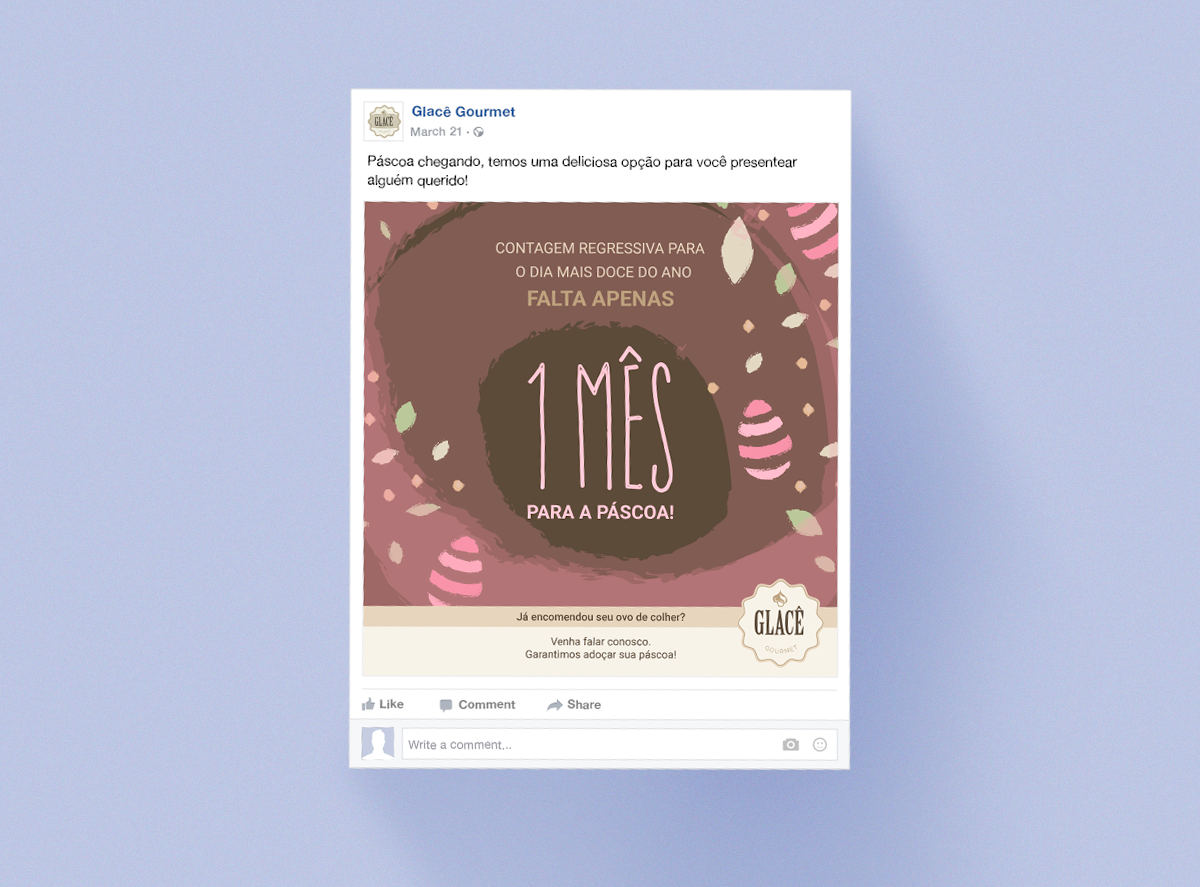 GLACÊ
Glacê Gourmet
March 21 ·
Páscoa chegando, temos uma deliciosa opção para você presentear
alguém querido!
CONTAGEM REGRESSIVA PARA
O DIA MAIS DOCE DO ANO
FALTA APENAS
1 MÊS
PARA A PÁSCOA!
Já encomendou seu ovo de colher?
Venha falar conosco.
Garantimos adoçar sua páscoa!
GLACÊ
GOURMET
Like Comment Share
Write a comment...